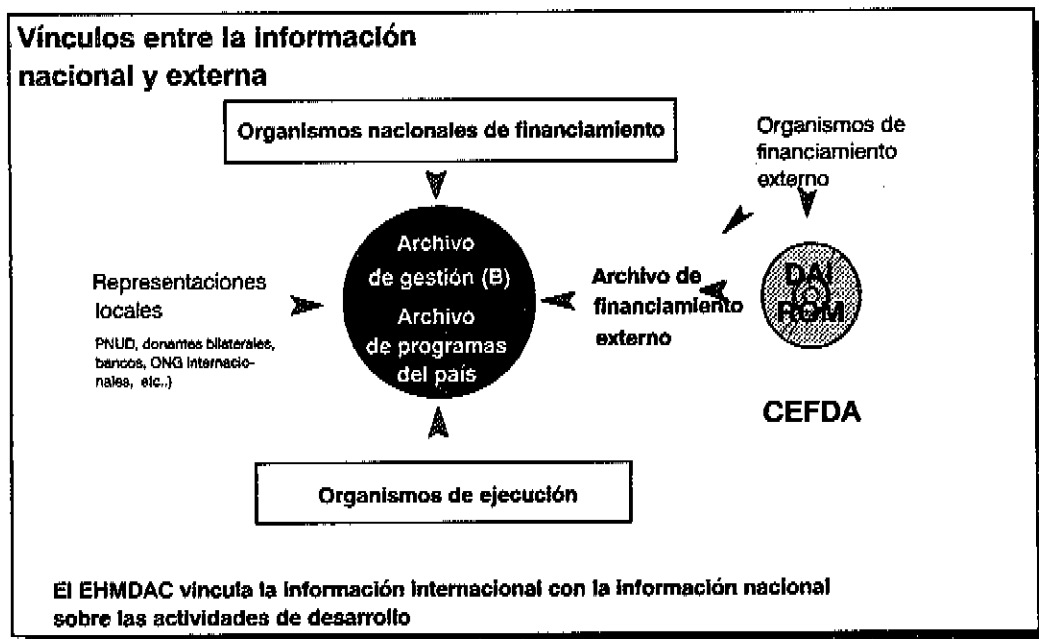 Vínculos entre la información
nacional y externa
Organismos nacionales de financiamiento
Organismos de
financiamiento
externo
Archivo
de gestión (B)
Archivo
de programas
del país
Representaciones
locales
PNUD, donantes bilaterales,
bancos, ONG internacio-
nales, etc..)
Archivo de
financiamiento
externo
DAI
ROM
CEFDA
Organismos de ejecución
El EHMDAC vincula la información internacional con la información nacional
sobre las actividades de desarrollo